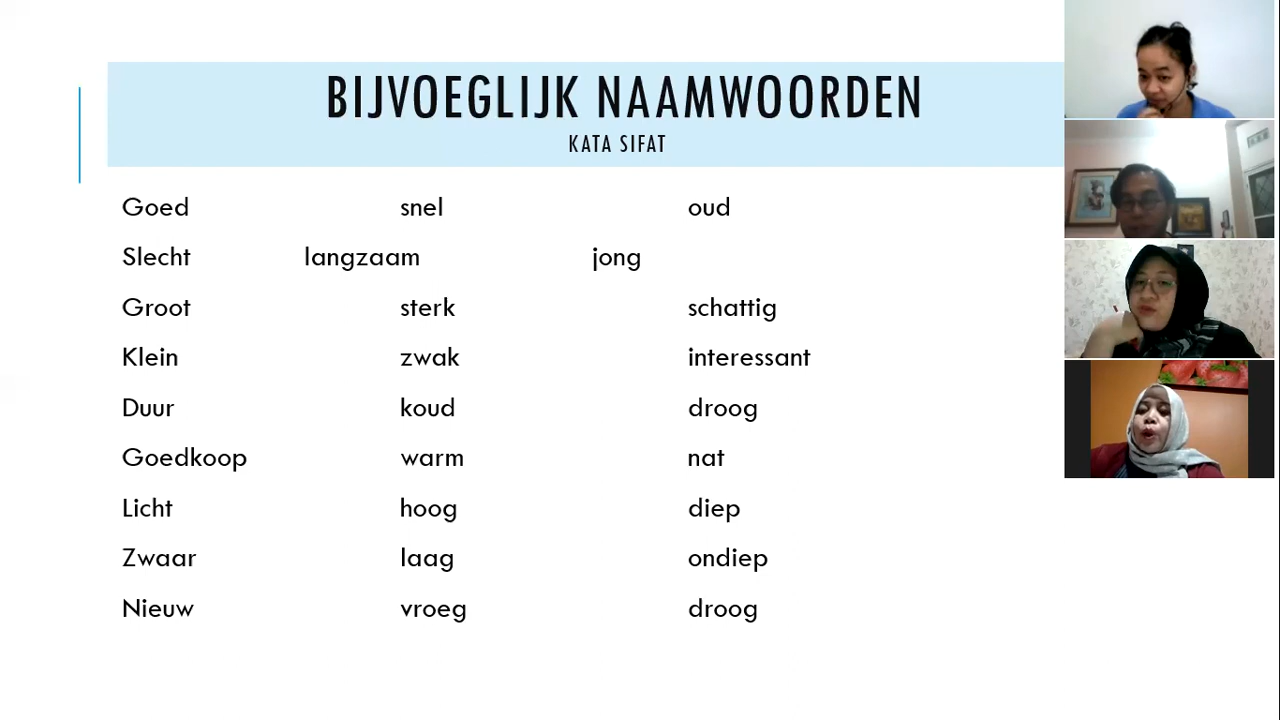 BIJVOEGLIJK NAAMWOORDEN
KATA SIFAT
Goed snel oud
Slecht langzaam jong
Groot sterk schattig
Klein zwak interessant
Duur koud droog
Goedkoop warm nat
Licht hoog diep
Zwaar laag ondiep
Nieuw vroeg droog